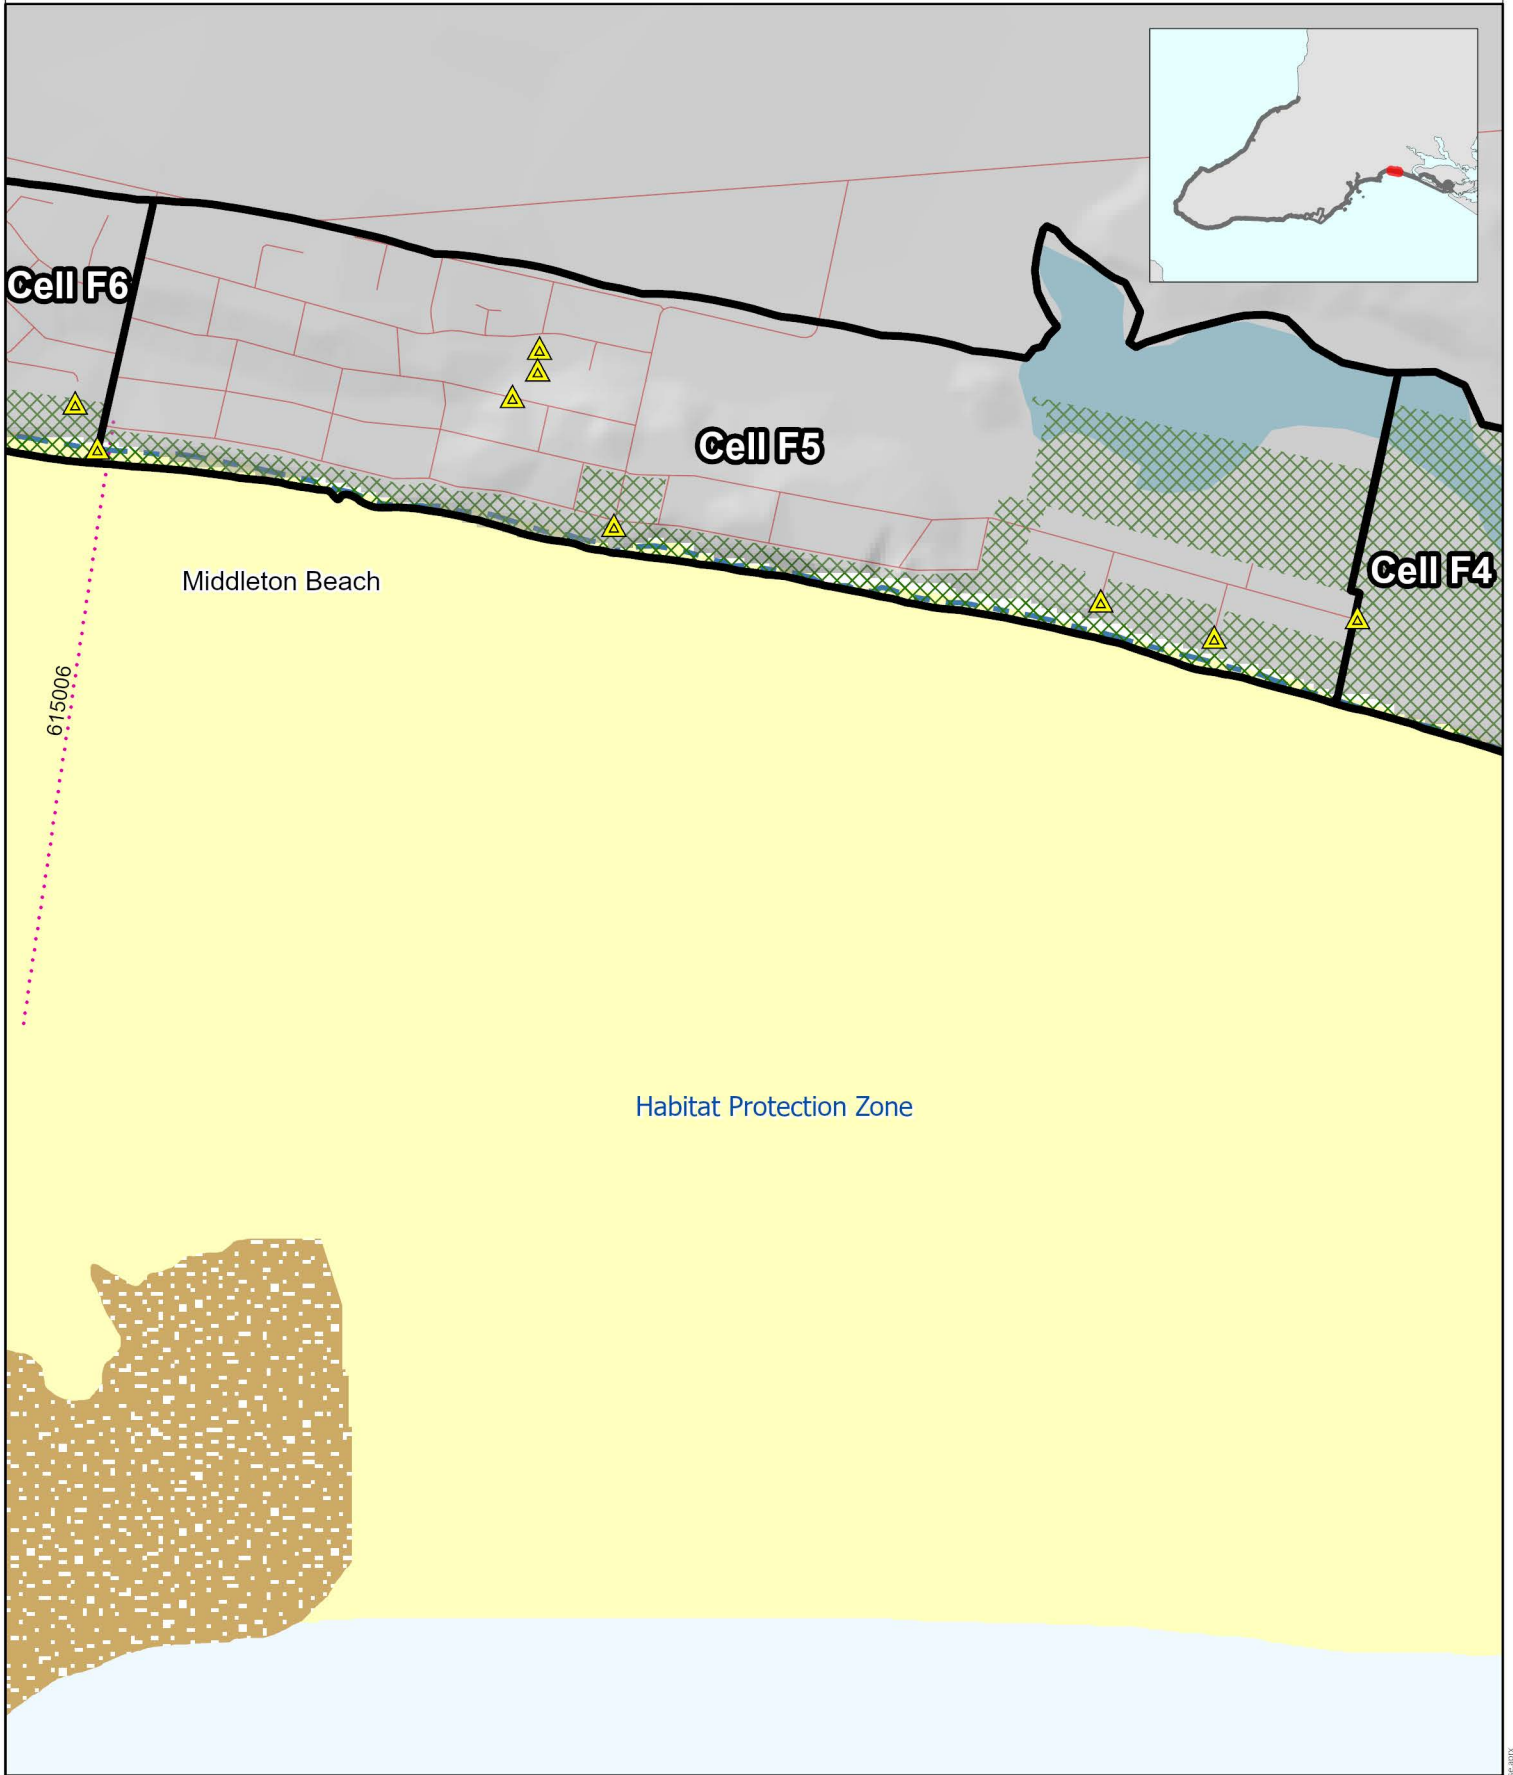 Cell F6
Cell F5
Cell F4
Middleton Beach
615006
Habitat Protection Zone